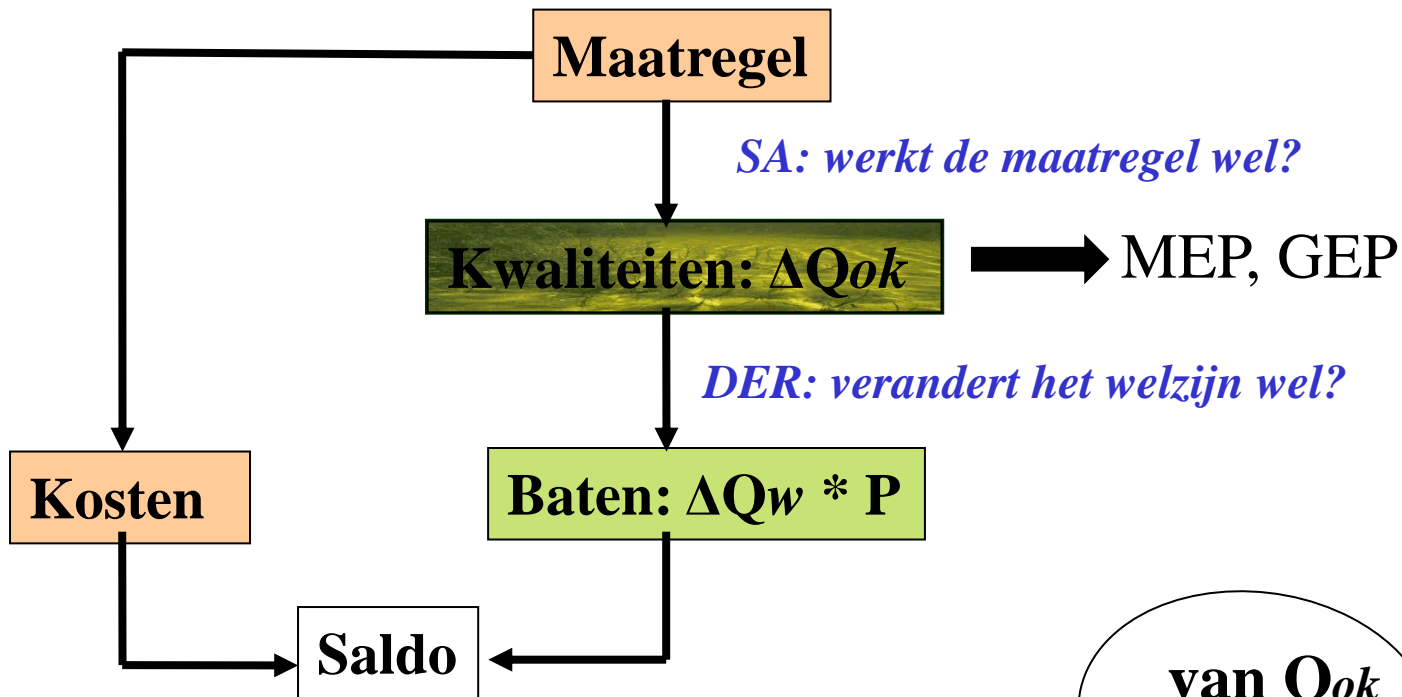 Maatregel
SA: werkt de maatregel wel?
Kwaliteiten: ΔQok
MEP, GEP
DER: verandert het welzijn wel?
Kosten
Baten: ΔQw * P
Saldo
van Qok